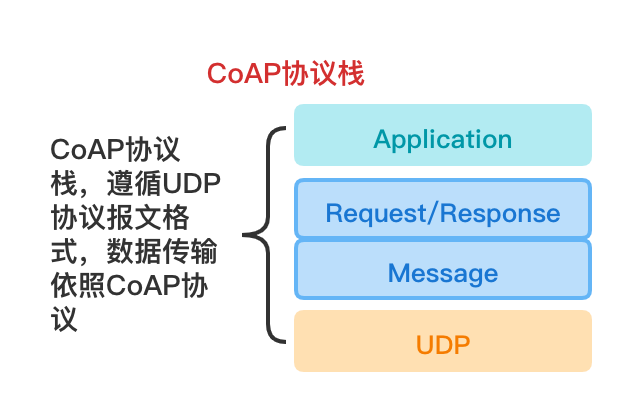 CoAP协议栈
CoAP协议
栈，遵循UDP
协议报文格
式，数据传输
依照CoAP协
议
Application
Request/Response
Message
UDP